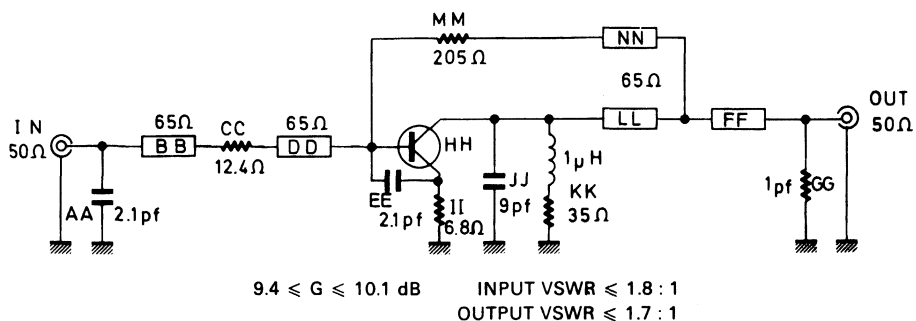 MM
NN
205Ω
65Ω
IN
50Ω
65Ω
BB
CC
12.4Ω
65Ω
DD
HH
LL
FF
OUT
50Ω
AA
2.1pf
EE
2.1pf
II
6.8Ω
JJ
9pf
1μH
KK
35Ω
1pf
GG
9.4 ⩽ G ⩽ 10.1 dB
INPUT VSWR ⩽ 1.8 : 1
OUTPUT VSWR ⩽ 1.7 : 1